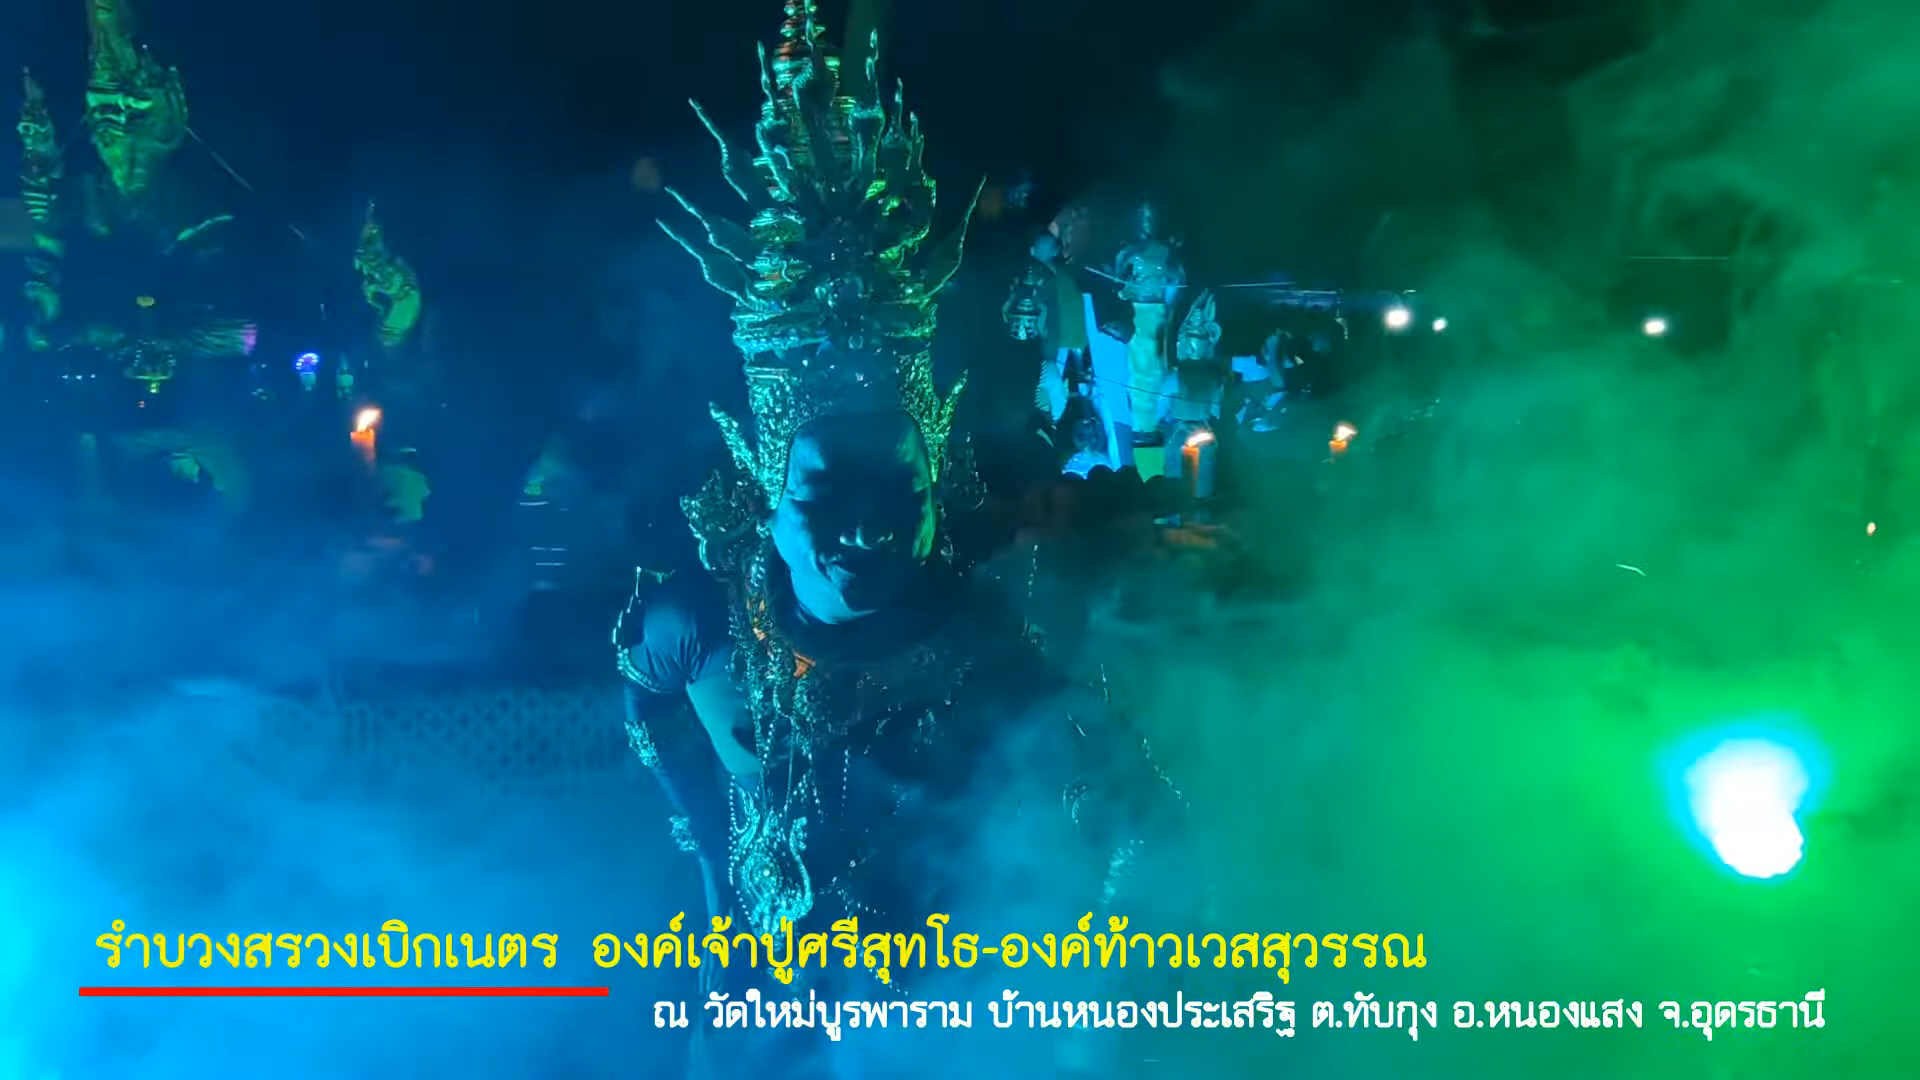 รำบวงสรวงเบิกเนตร องค์เจ้าปู่ศรีสุทโธ-องค์ท้าวเวสสุวรรณ
ณ วัดใหม่บูรพาราม บ้านหนองประเสริฐ ต.ทับกุง อ.หนองแสง จ.อุดรธานี